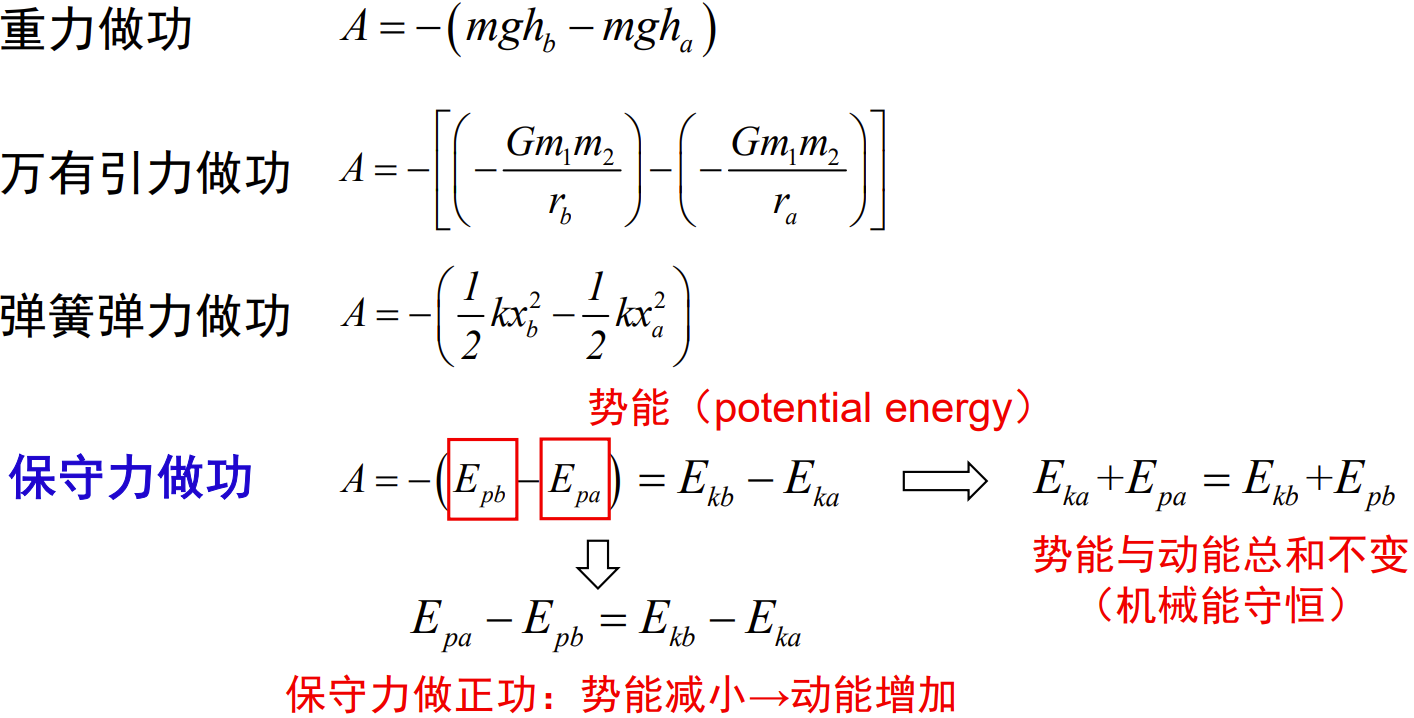 重力做功 A = −(mgh_b − mgh_a)
万有引力做功 A = −[(−Gm₁m₂/r_b) − (−Gm₁m₂/r_a)]
弹簧弹力做功 A = −(1/2 kx_b² − 1/2 kx_a²)
势能（potential energy）
保守力做功 A = −(E_pb − E_pa) = E_kb − E_ka ⇒ E_ka+E_pa = E_kb+E_pb
势能与动能总和不变
（机械能守恒）
E_pa − E_pb = E_kb − E_ka
保守力做正功：势能减小→动能增加